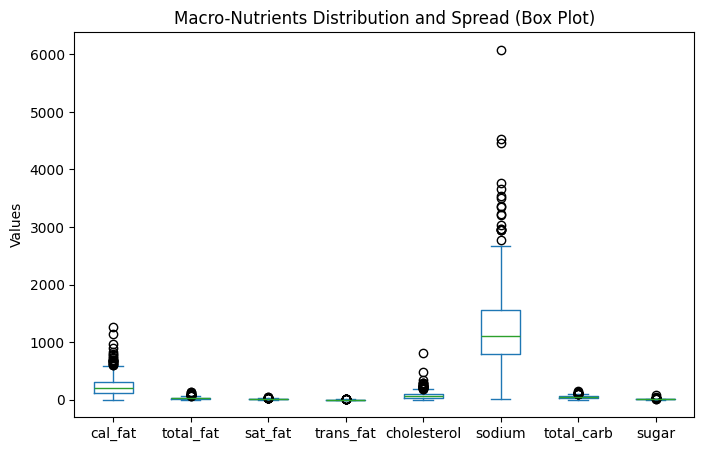 Macro-Nutrients Distribution and Spread (Box Plot)
Values
6000
5000
4000
3000
2000
1000
0
cal_fat total_fat sat_fat trans_fat cholesterol sodium total_carb sugar